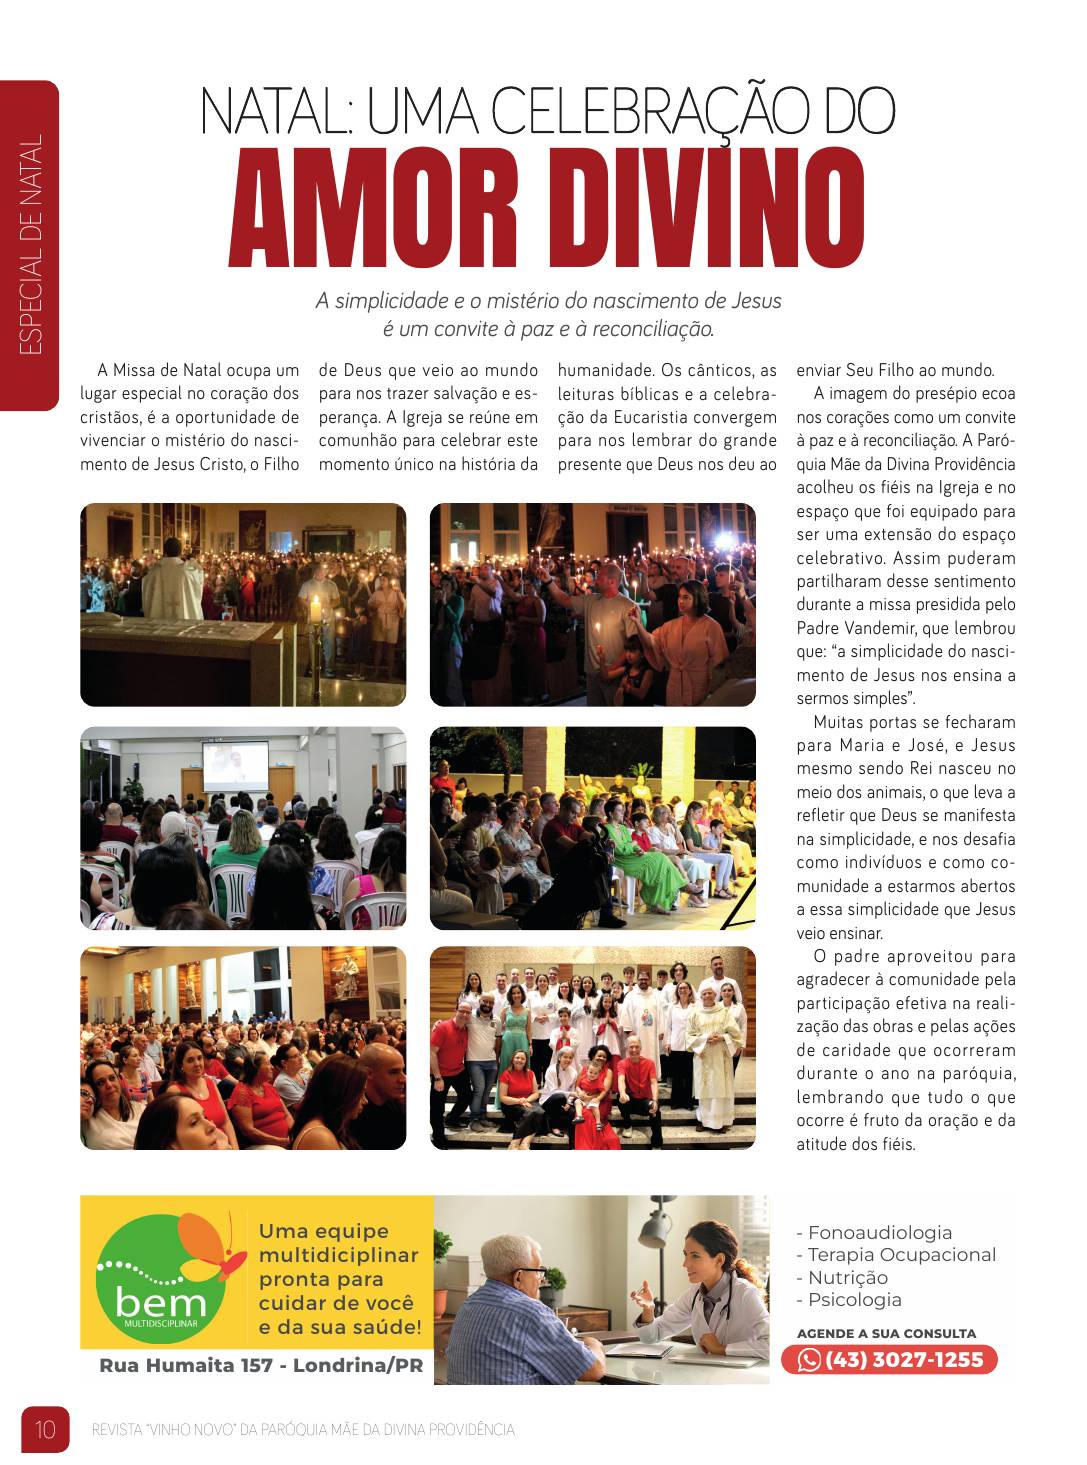 ESPECIAL DE NATAL
NATAL: UMA CELEBRAÇÃO DO
AMOR DIVINO
A simplicidade e o mistério do nascimento de Jesus
é um convite à paz e à reconciliação.
A Missa de Natal ocupa um
lugar especial no coração dos
cristãos, é a oportunidade de
vivenciar o mistério do nasci-
mento de Jesus Cristo, o Filho
de Deus que veio ao mundo
para nos trazer salvação e es-
perança. A Igreja se reúne em
comunhão para celebrar este
momento único na história da
humanidade. Os cânticos, as
leituras bíblicas e a celebra-
ção da Eucaristia convergem
para nos lembrar do grande
presente que Deus nos deu ao
enviar Seu Filho ao mundo.
A imagem do presépio ecoa
nos corações como um convite
à paz e à reconciliação. A Paró-
quia Mãe da Divina Providência
acolheu os fiéis na Igreja e no
espaço que foi equipado para
ser uma extensão do espaço
celebrativo. Assim puderam
partilharam desse sentimento
durante a missa presidida pelo
Padre Vandemir, que lembrou
que: “a simplicidade do nasci-
mento de Jesus nos ensina a
sermos simples”.
Muitas portas se fecharam
para Maria e José, e Jesus
mesmo sendo Rei nasceu no
meio dos animais, o que leva a
refletir que Deus se manifesta
na simplicidade, e nos desafia
como indivíduos e como co-
munidade a estarmos abertos
a essa simplicidade que Jesus
veio ensinar.
O padre aproveitou para
agradecer à comunidade pela
participação efetiva na reali-
zação das obras e pelas ações
de caridade que ocorreram
durante o ano na paróquia,
lembrando que tudo o que
ocorre é fruto da oração e da
atitude dos fiéis.
bem
MULTIDISCIPLINAR
Uma equipe
multidiciplinar
pronta para
cuidar de você
e da sua saúde!
Rua Humaita 157 - Londrina/PR
- Fonoaudiologia
- Terapia Ocupacional
- Nutrição
- Psicologia
AGENDE A SUA CONSULTA
(43) 3027-1255
10
REVISTA “VINHO NOVO” DA PARÓQUIA MÃE DA DIVINA PROVIDÊNCIA